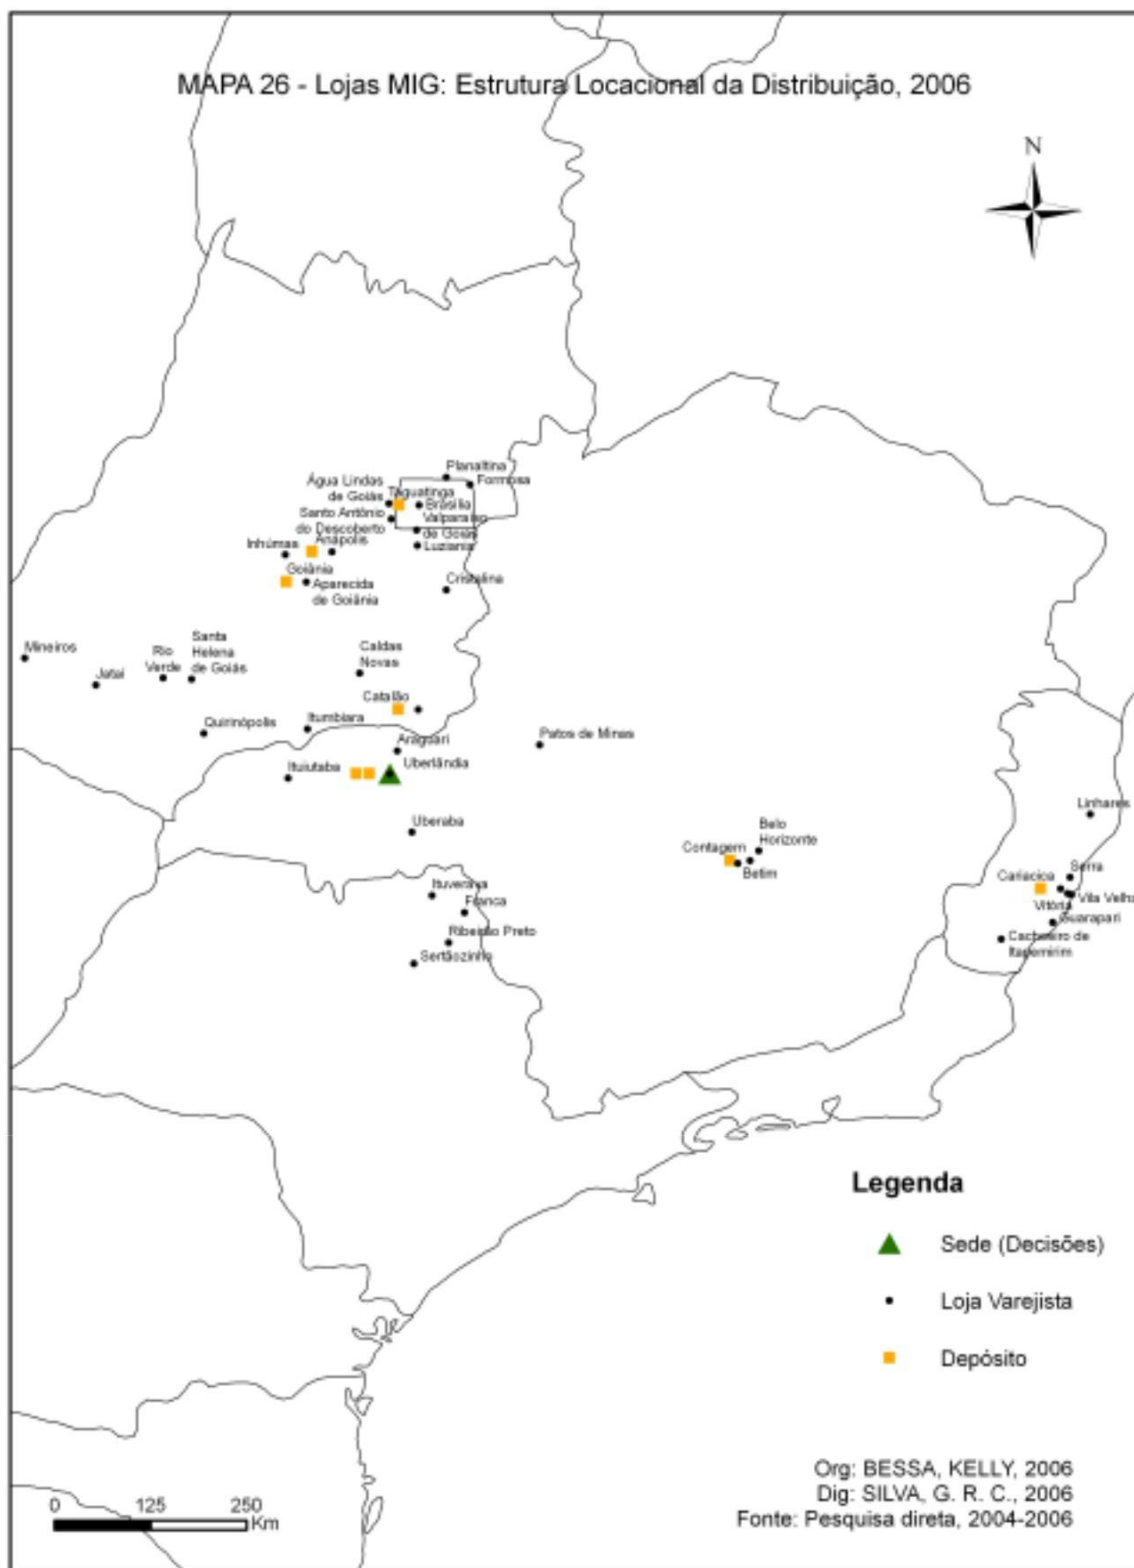 MAPA 26 - Lojas MIG: Estrutura Locacional da Distribuição, 2006
N
Planaltina
Formosa
Água Lindas
de Goiás
Taguatinga
Brásilia
Santo Antônio
do Descoberto
Valparaiso
de Goiás
Luziania
Inhúmas
Anápolis
Goiânia
Aparecida
de Goiânia
Cristalina
Mineiros
Jataí
Rio
Verde
Santa
Helena
de Goiás
Caldas
Novas
Catalão
Quirinópolis
Itumbiara
Araguari
Patos de Minas
Ituiutaba
Uberlândia
Uberaba
Linhares
Belo
Horizonte
Contagem
Betim
Serra
Cariacica
Vila Velha
Vitória
Guarapari
Cachoeiro de
Itapemirim
Ituverava
Franca
Ribeirão Preto
Sertãozinho
Legenda
Sede (Decisões)
Loja Varejista
Depósito
Org: BESSA, KELLY, 2006
Dig: SILVA, G. R. C., 2006
Fonte: Pesquisa direta, 2004-2006
0 125 250
Km